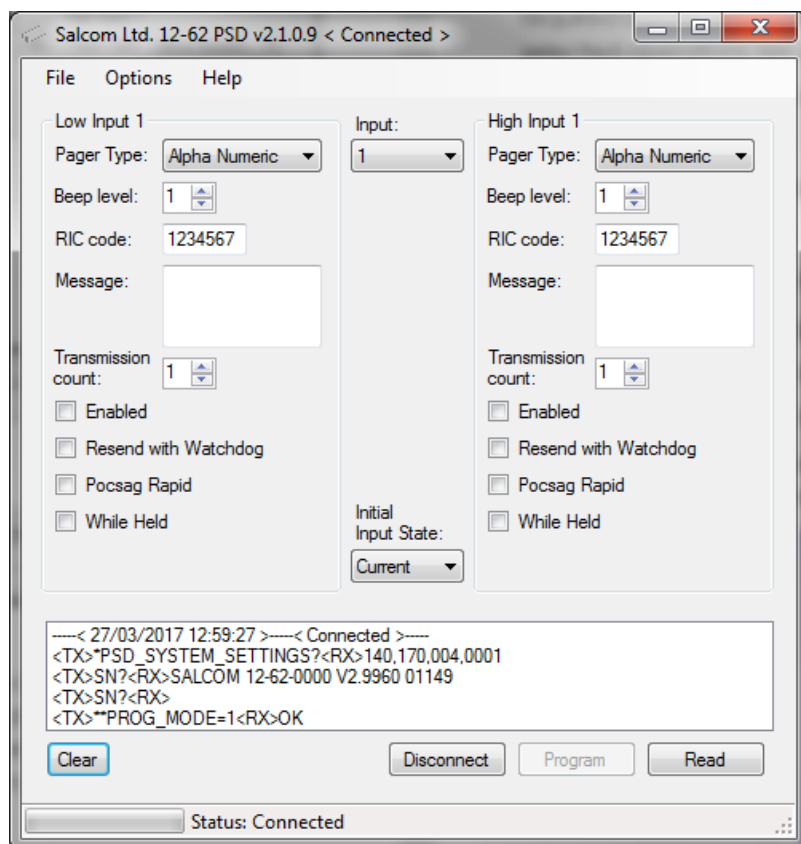 Salcom Ltd. 12-62 PSD v2.1.0.9 < Connected >
File Options Help
Low Input 1
Pager Type: Alpha Numeric
Beep level: 1
RIC code: 1234567
Message:
Transmission
count: 1
Enabled
Resend with Watchdog
Pocsag Rapid
While Held
Input:
1
Initial
Input State:
Current
High Input 1
Pager Type: Alpha Numeric
Beep level: 1
RIC code: 1234567
Message:
Transmission
count: 1
Enabled
Resend with Watchdog
Pocsag Rapid
While Held
-----< 27/03/2017 12:59:27 >-----< Connected >-----
<TX>*PSD_SYSTEM_SETTINGS?<RX>140,170,004,0001
<TX>SN?<RX>SALCOM 12-62-0000 V2.9960 01149
<TX>SN?<RX>
<TX>**PROG_MODE=1<RX>OK
Clear Disconnect Program Read
Status: Connected